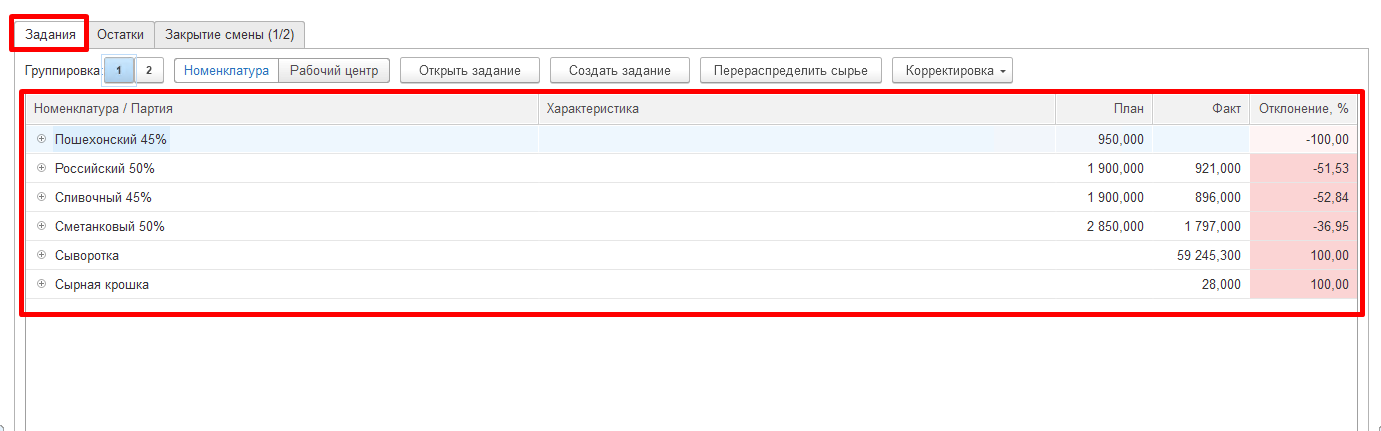 Задания Остатки Закрытие смены (1/2)
Группировка: 1 2 Номенклатура Рабочий центр Открыть задание Создать задание Перераспределить сырье Корректировка
Номенклатура / Партия Характеристика План Факт Отклонение, %
Пошехонский 45% 950,000 -100,00
Российский 50% 1 900,000 921,000 -51,53
Сливочный 45% 1 900,000 896,000 -52,84
Сметанковый 50% 2 850,000 1 797,000 -36,95
Сыворотка 59 245,300 100,00
Сырная крошка 28,000 100,00